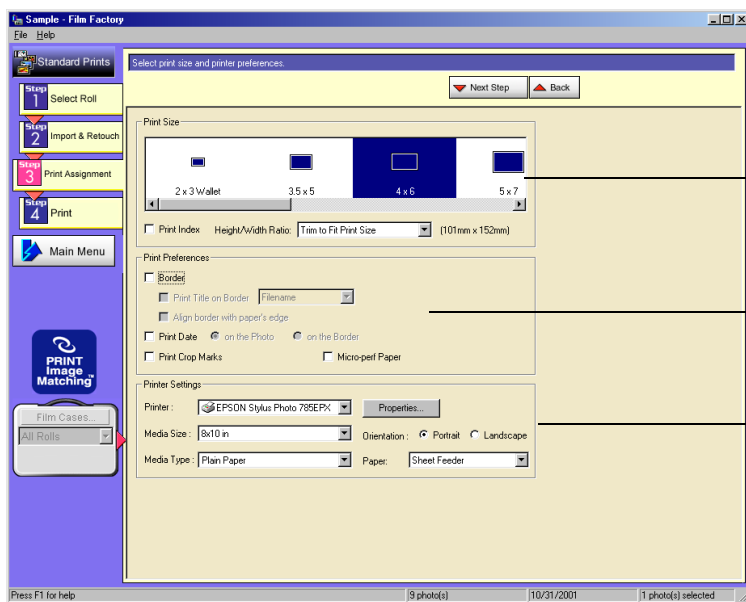 Sample - Film Factory
File Help
Standard Prints
Step 1 Select Roll
Step 2 Import & Retouch
Step 3 Print Assignment
Step 4 Print
Main Menu
PRINT
Image
Matching™
Film Cases...
All Rolls
Select print size and printer preferences.
Next Step Back
Print Size
2 x 3 Wallet 3.5 x 5 4 x 6 5 x 7
Print Index Height/Width Ratio: Trim to Fit Print Size (101mm x 152mm)
Print Preferences
Border
Print Title on Border Filename
Align border with paper's edge
Print Date on the Photo on the Border
Print Crop Marks Micro-perf Paper
Printer Settings
Printer : EPSON Stylus Photo 785EPX Properties...
Media Size : 8x10 in Orientation : Portrait Landscape
Media Type : Plain Paper Paper: Sheet Feeder
Press F1 for help 9 photo(s) 10/31/2001 1 photo(s) selected